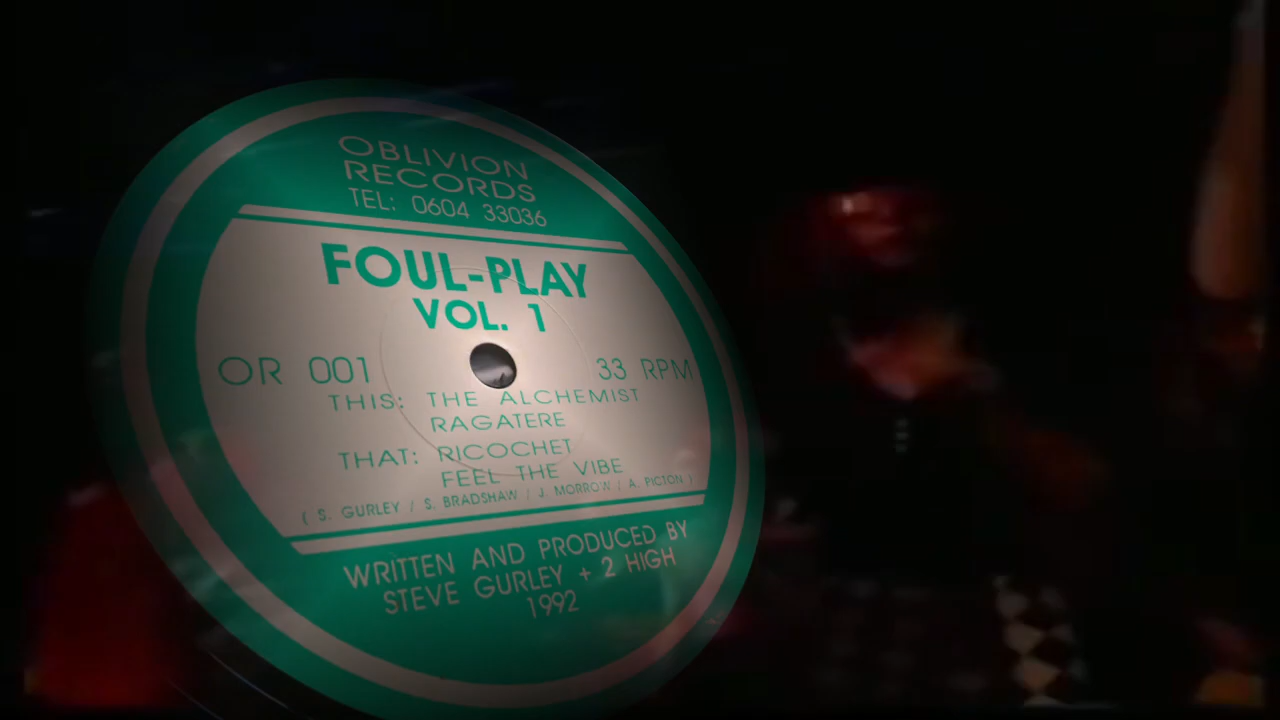 OBLIVION
RECORDS
TEL: 0604 33036
FOUL-PLAY
VOL. 1
OR 001 33 RPM
THIS: THE ALCHEMIST
RAGATERE
THAT: RICOCHET
FEEL THE VIBE
( S. GURLEY / S. BRADSHAW / J. MORROW / A. PICTON )
WRITTEN AND PRODUCED BY
STEVE GURLEY + 2 HIGH
1992